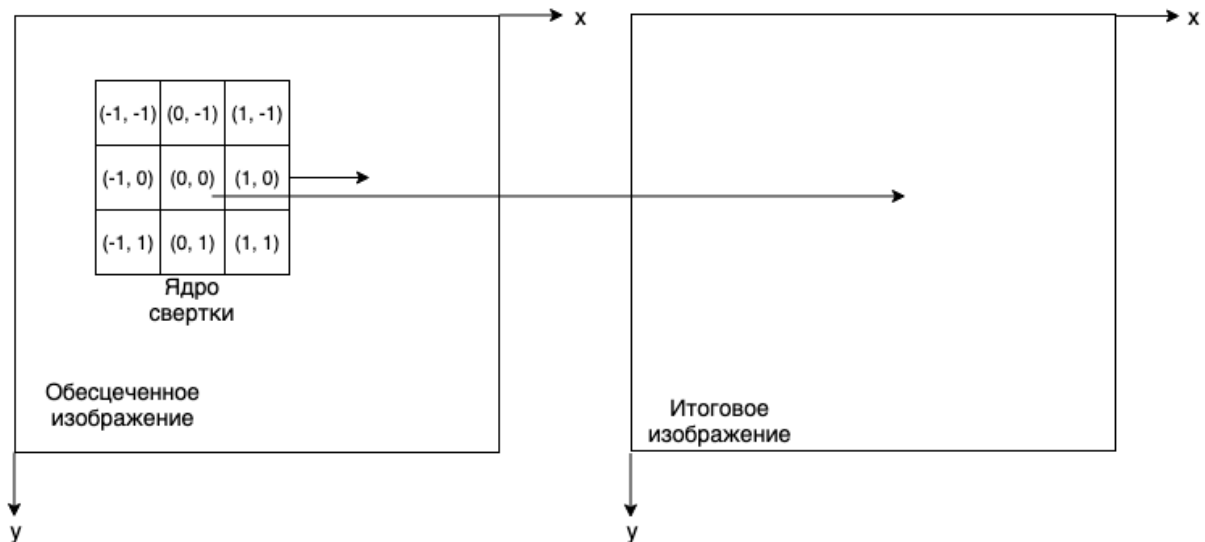 x
x
(-1, -1) (0, -1) (1, -1)
(-1, 0) (0, 0) (1, 0)
(-1, 1) (0, 1) (1, 1)
Ядро
свертки
Обесцеченное
изображение
Итоговое
изображение
y
y